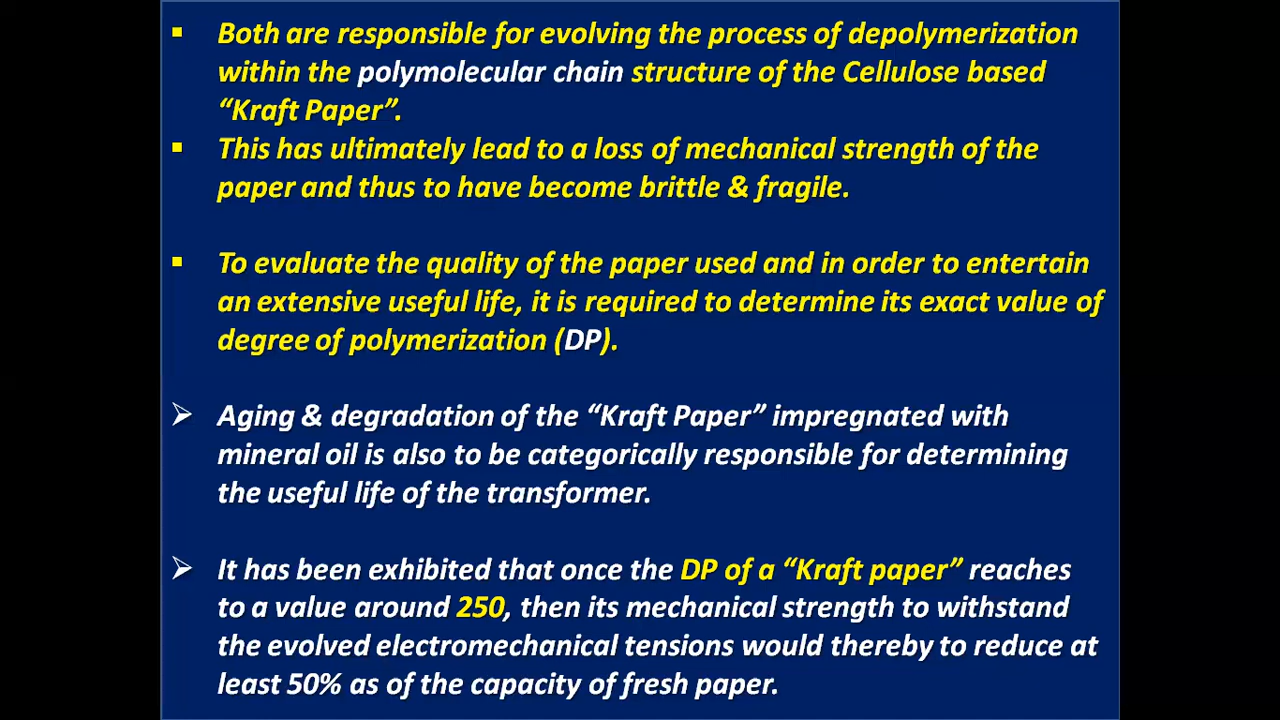 ▪ Both are responsible for evolving the process of depolymerization
within the polymolecular chain structure of the Cellulose based
“Kraft Paper”.
▪ This has ultimately lead to a loss of mechanical strength of the
paper and thus to have become brittle & fragile.
▪ To evaluate the quality of the paper used and in order to entertain
an extensive useful life, it is required to determine its exact value of
degree of polymerization (DP).
➢ Aging & degradation of the “Kraft Paper” impregnated with
mineral oil is also to be categorically responsible for determining
the useful life of the transformer.
➢ It has been exhibited that once the DP of a “Kraft paper” reaches
to a value around 250, then its mechanical strength to withstand
the evolved electromechanical tensions would thereby to reduce at
least 50% as of the capacity of fresh paper.